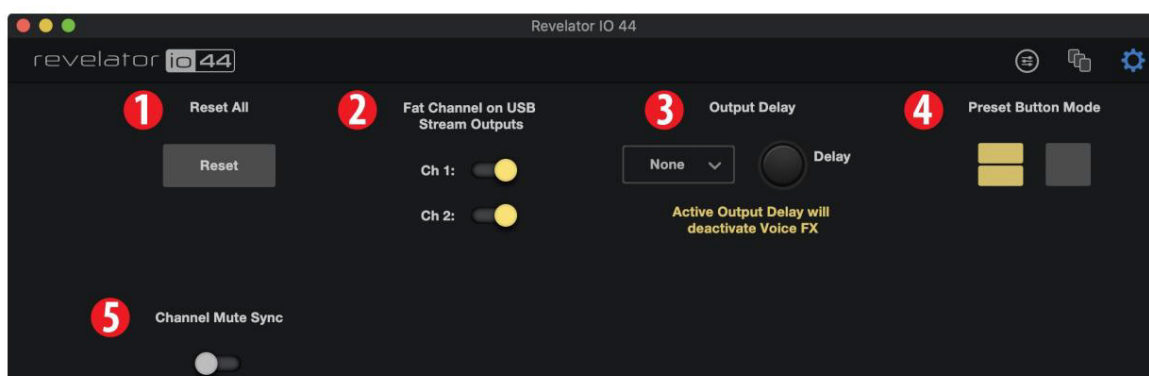 Revelator IO 44
revelator io 44
1 Reset All
Reset
2 Fat Channel on USB
Stream Outputs
Ch 1:
Ch 2:
3 Output Delay
None
Delay
Active Output Delay will
deactivate Voice FX
4 Preset Button Mode
5 Channel Mute Sync